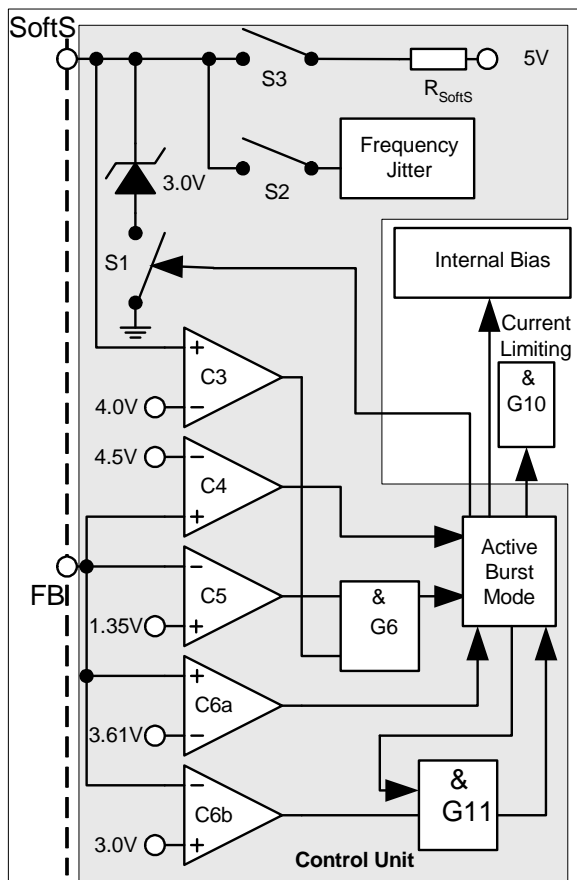 SoftS
5V
S3
R SoftS
Frequency
Jitter
3.0V
S2
S1
Internal Bias
Current
Limiting
+
C3
&
G10
4.0V
−
4.5V
−
C4
+
Active
Burst
Mode
−
FB
C5
&
G6
1.35V
+
+
C6a
3.61V
−
−
&
G11
C6b
3.0V
+
Control Unit